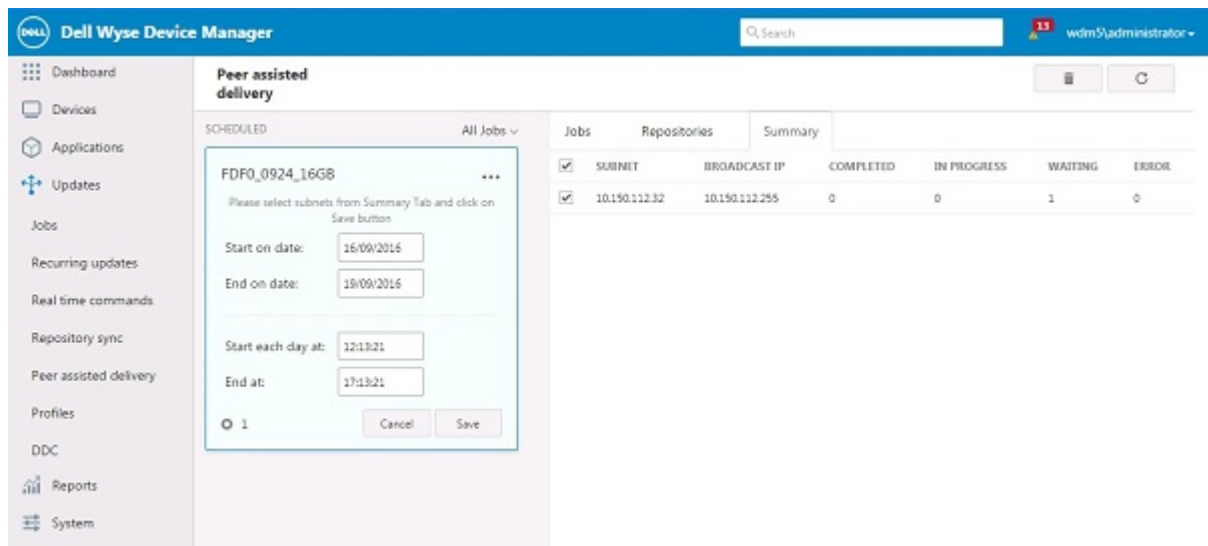 DELL Dell Wyse Device Manager
Search
13
wdm5\administrator
Dashboard
Devices
Applications
Updates
Jobs
Recurring updates
Real time commands
Repository sync
Peer assisted delivery
Profiles
DDC
Reports
System
Peer assisted
delivery
SCHEDULED All Jobs
FDF0_0924_16GB ...
Please select subnets from Summary Tab and click on
Save button
Start on date: 16/09/2016
End on date: 19/09/2016
Start each day at: 12:13:21
End at: 17:13:21
1 Cancel Save
Jobs Repositories Summary
SUBNET BROADCAST IP COMPLETED IN PROGRESS WAITING ERROR
10.150.112.32 10.150.112.255 0 0 1 0